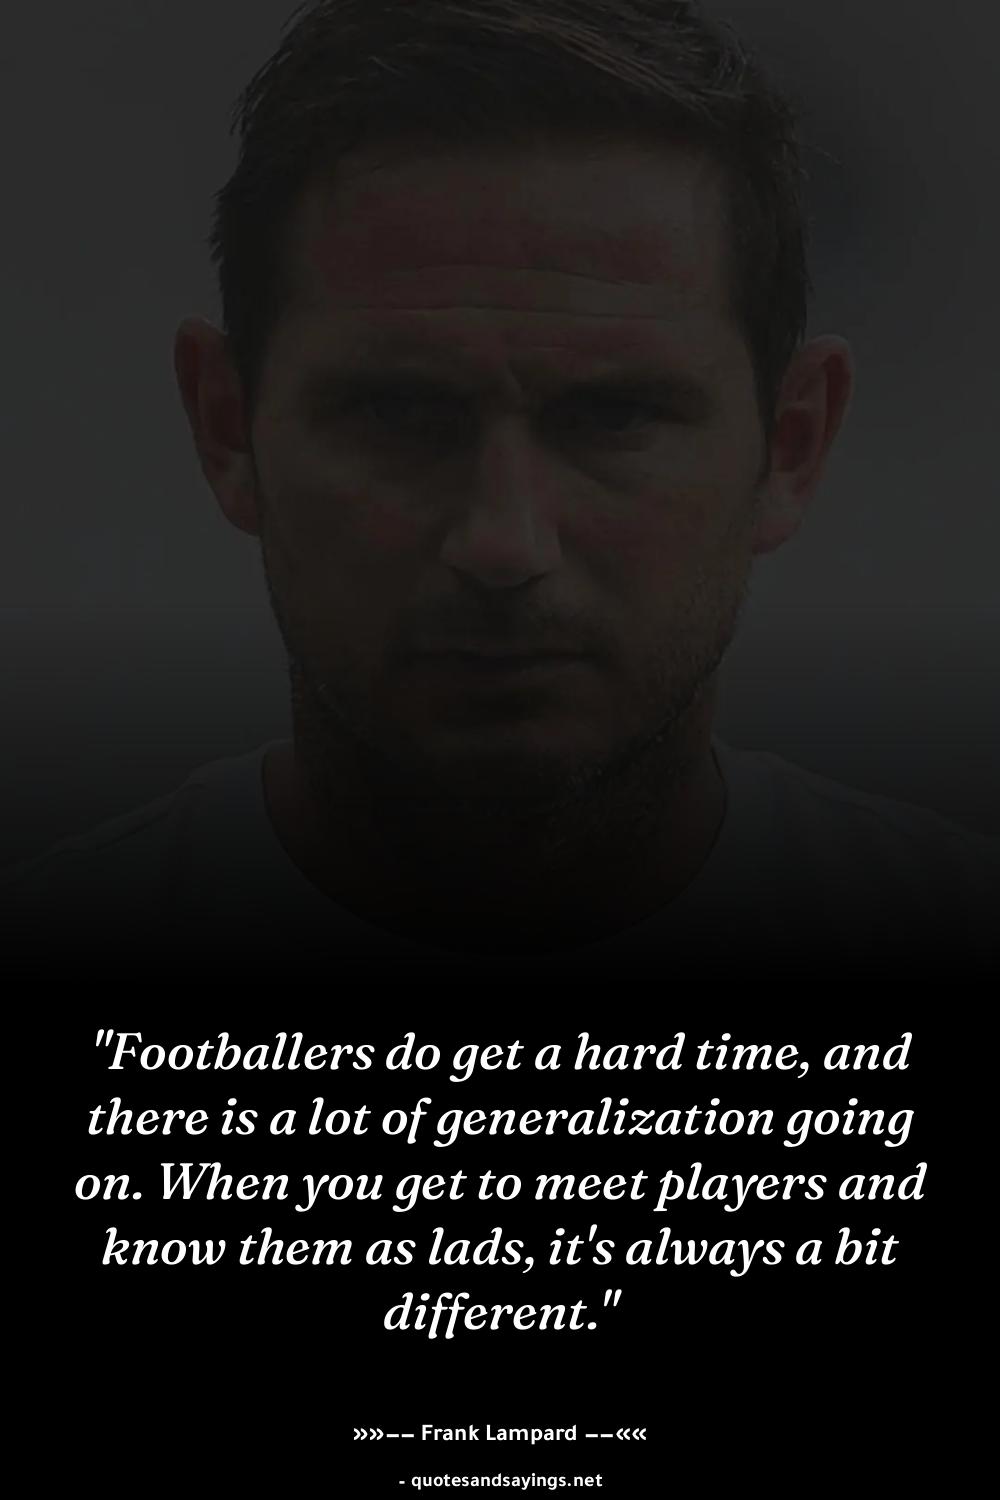 "Footballers do get a hard time, and
there is a lot of generalization going
on. When you get to meet players and
know them as lads, it's always a bit
different."
»»–– Frank Lampard ––««
- quotesandsayings.net